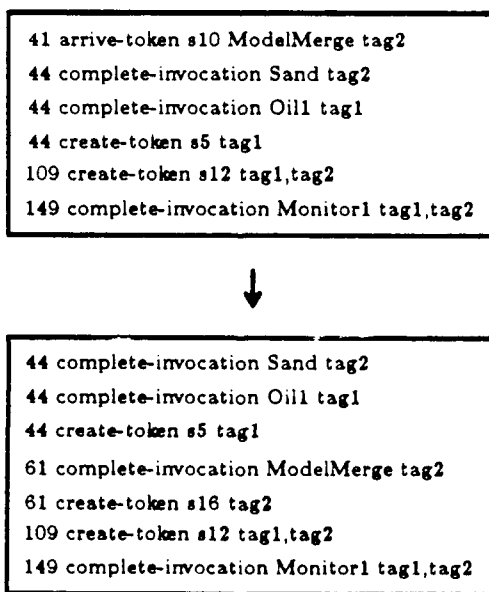 41 arrive-token s10 ModelMerge tag2
44 complete-invocation Sand tag2
44 complete-invocation Oil1 tag1
44 create-token s5 tag1
109 create-token s12 tag1,tag2
149 complete-invocation Monitor1 tag1,tag2
44 complete-invocation Sand tag2
44 complete-invocation Oil1 tag1
44 create-token s5 tag1
61 complete-invocation ModelMerge tag2
61 create-token s16 tag2
109 create-token s12 tag1,tag2
149 complete-invocation Monitor1 tag1,tag2